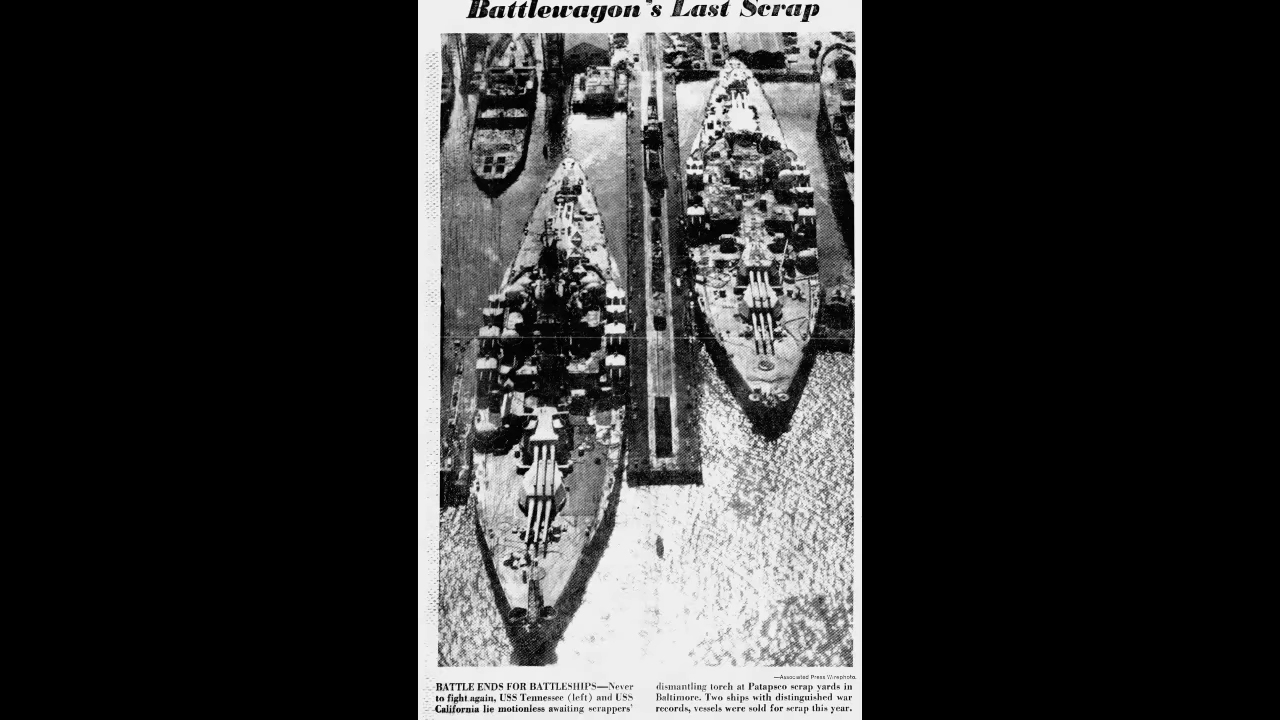 Battlewagon's Last Scrap
—Associated Press Wirephoto.
BATTLE ENDS FOR BATTLESHIPS—Never
to fight again, USS Tennessee (left) and USS
California lie motionless awaiting scrappers'
dismantling torch at Patapsco scrap yards in
Baltimore. Two ships with distinguished war
records, vessels were sold for scrap this year.